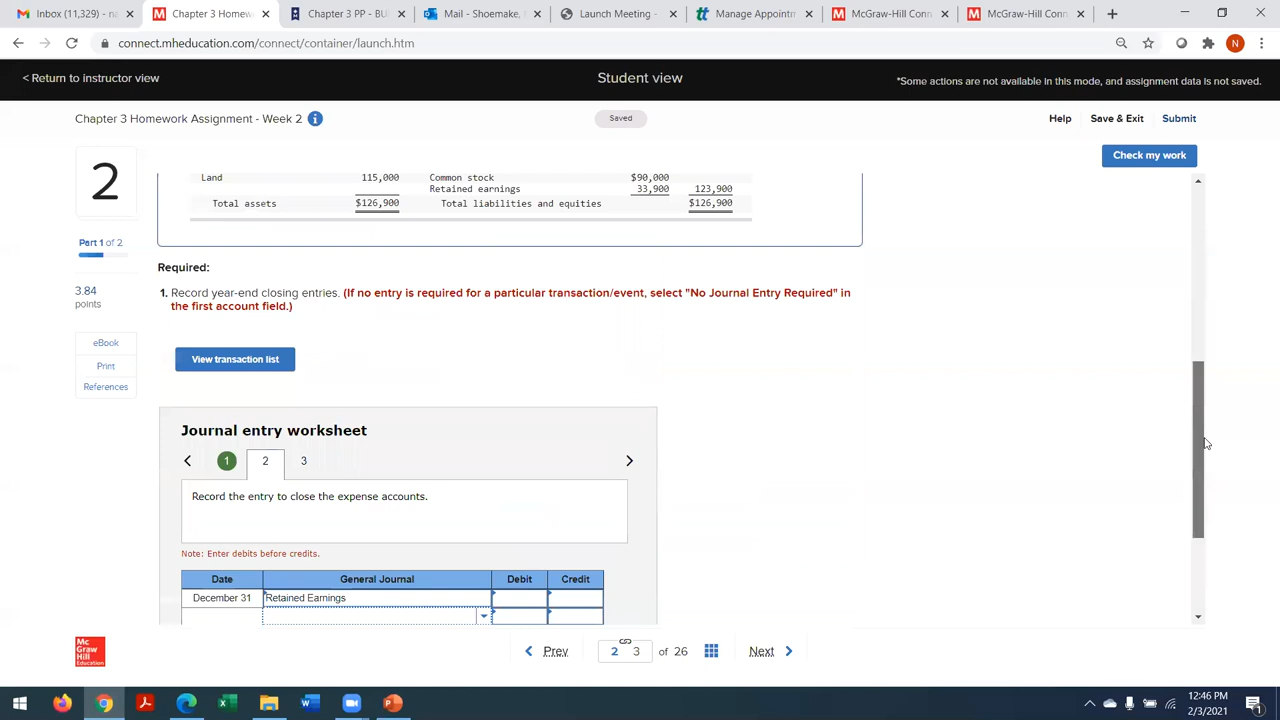 Inbox (11,329) - na
Chapter 3 Homew
Chapter 3 PP - BU
Mail - Shoemake,
Launch Meeting -
Manage Appointm
McGraw-Hill Conn
McGraw-Hill Conn
connect.mheducation.com/connect/container/launch.htm
N
< Return to instructor view
Student view
*Some actions are not available in this mode, and assignment data is not saved.
Chapter 3 Homework Assignment - Week 2
Saved
Help
Save & Exit
Submit
Check my work
2
Part 1 of 2
3.84
points
eBook
Print
References
Land 115,000 Common stock $90,000
Retained earnings 33,900 123,900
Total assets $126,900 Total liabilities and equities $126,900
Required:
1. Record year-end closing entries. (If no entry is required for a particular transaction/event, select "No Journal Entry Required" in
the first account field.)
View transaction list
Journal entry worksheet
1 2 3
Record the entry to close the expense accounts.
Note: Enter debits before credits.
Date General Journal Debit Credit
December 31 Retained Earnings
Mc
Graw
Hill
Education
Prev
2 3 of 26
Next
12:46 PM
2/3/2021